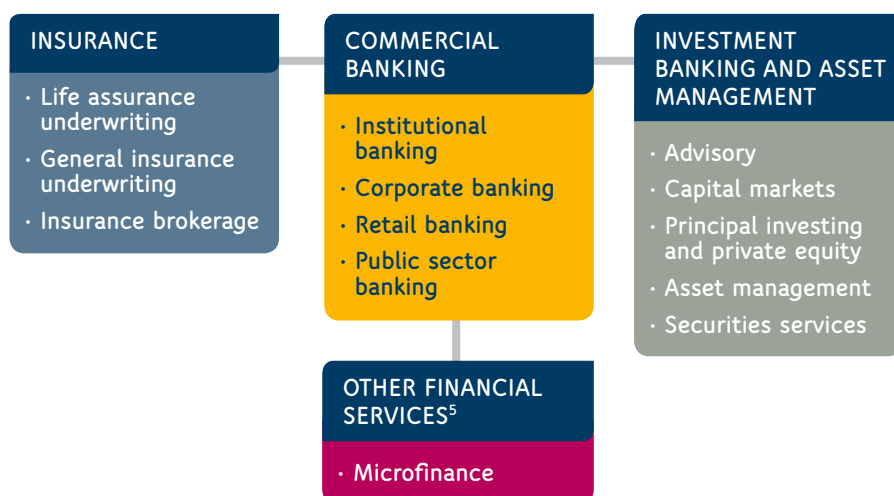 INSURANCE
· Life assurance
underwriting
· General insurance
underwriting
· Insurance brokerage
COMMERCIAL
BANKING
· Institutional
banking
· Corporate banking
· Retail banking
· Public sector
banking
INVESTMENT
BANKING AND ASSET
MANAGEMENT
· Advisory
· Capital markets
· Principal investing
and private equity
· Asset management
· Securities services
OTHER FINANCIAL
SERVICES⁵
· Microfinance